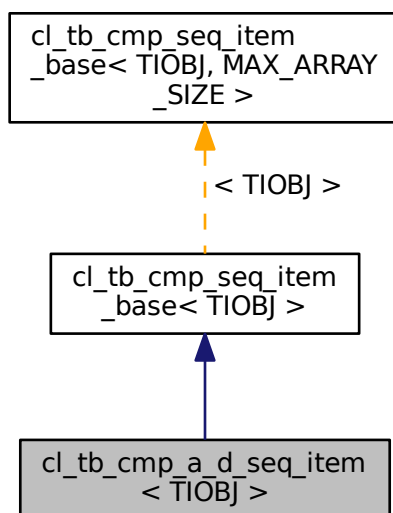 cl_tb_cmp_seq_item
_base< TIOBJ, MAX_ARRAY
_SIZE >
< TIOBJ >
cl_tb_cmp_seq_item
_base< TIOBJ >
cl_tb_cmp_a_d_seq_item
< TIOBJ >